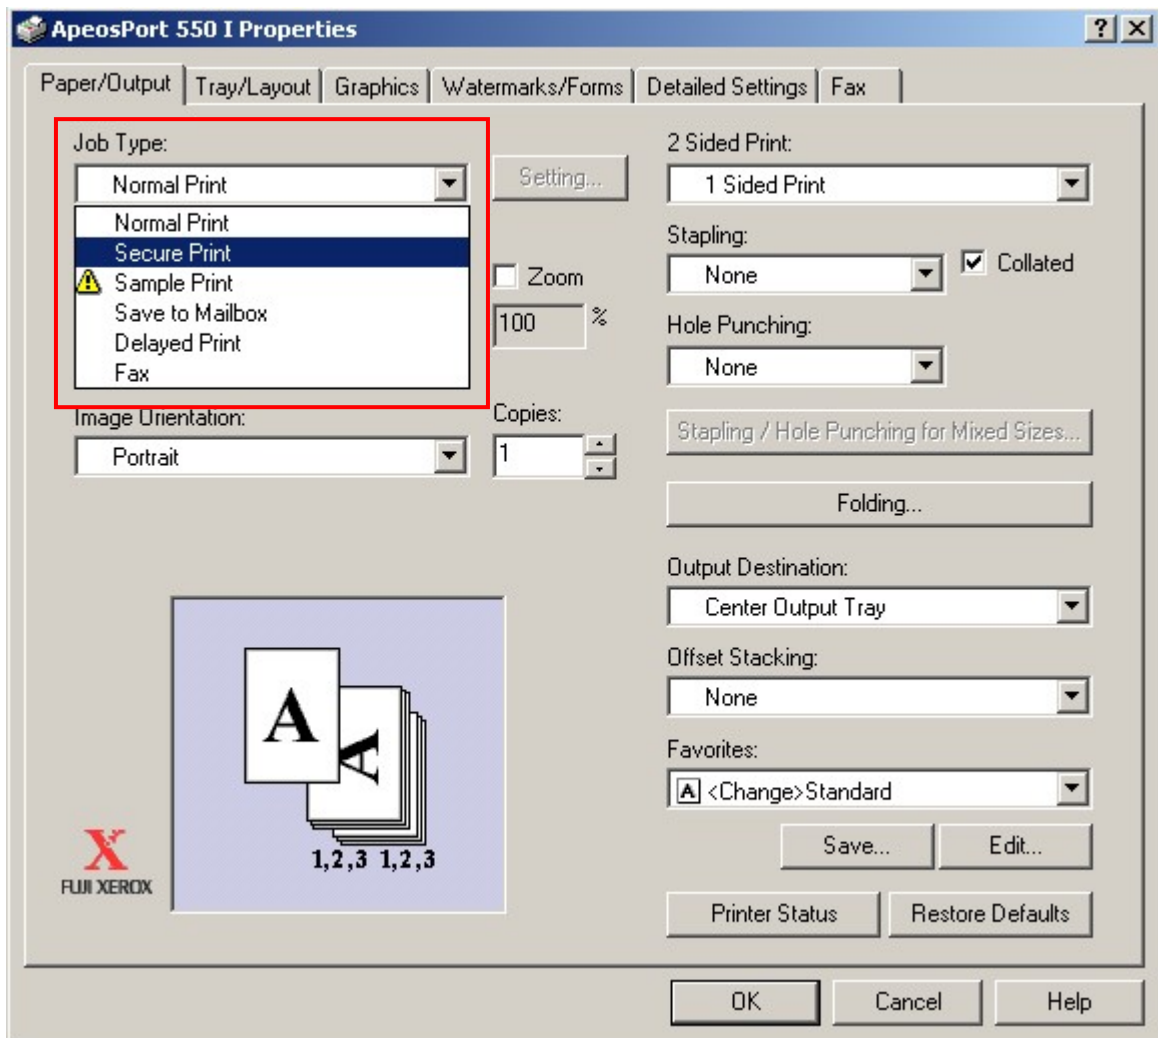 ApeosPort 550 I Properties
Paper/Output Tray/Layout Graphics Watermarks/Forms Detailed Settings Fax
Job Type:
Normal Print
Setting...
Normal Print
Secure Print
Sample Print
Save to Mailbox
Delayed Print
Fax
Zoom
100 %
Image Orientation:
Portrait
Copies:
1
2 Sided Print:
1 Sided Print
Stapling:
None
Collated
Hole Punching:
None
Stapling / Hole Punching for Mixed Sizes...
Folding...
Output Destination:
Center Output Tray
Offset Stacking:
None
Favorites:
A <Change>Standard
Save... Edit...
Printer Status Restore Defaults
A
A
1,2,3 1,2,3
X
FUJI XEROX
OK Cancel Help